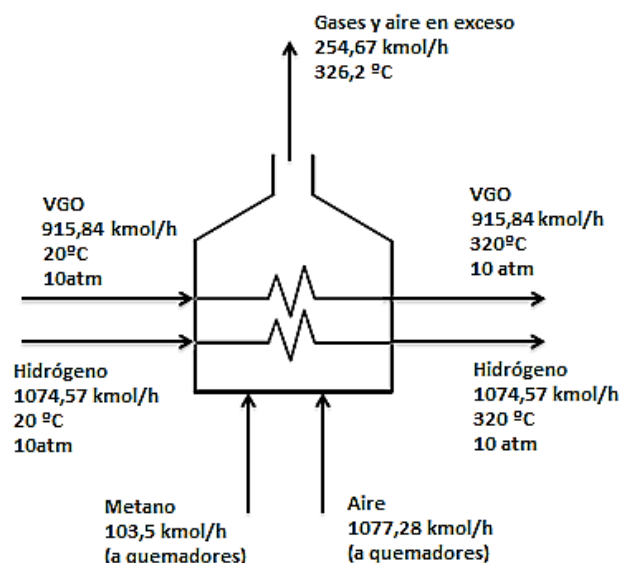 Gases y aire en exceso
254,67 kmol/h
326,2 ºC
VGO
915,84 kmol/h
20ºC
10atm
VGO
915,84 kmol/h
320ºC
10 atm
Hidrógeno
1074,57 kmol/h
20 ºC
10atm
Hidrógeno
1074,57 kmol/h
320 ºC
10 atm
Metano
103,5 kmol/h
(a quemadores)
Aire
1077,28 kmol/h
(a quemadores)